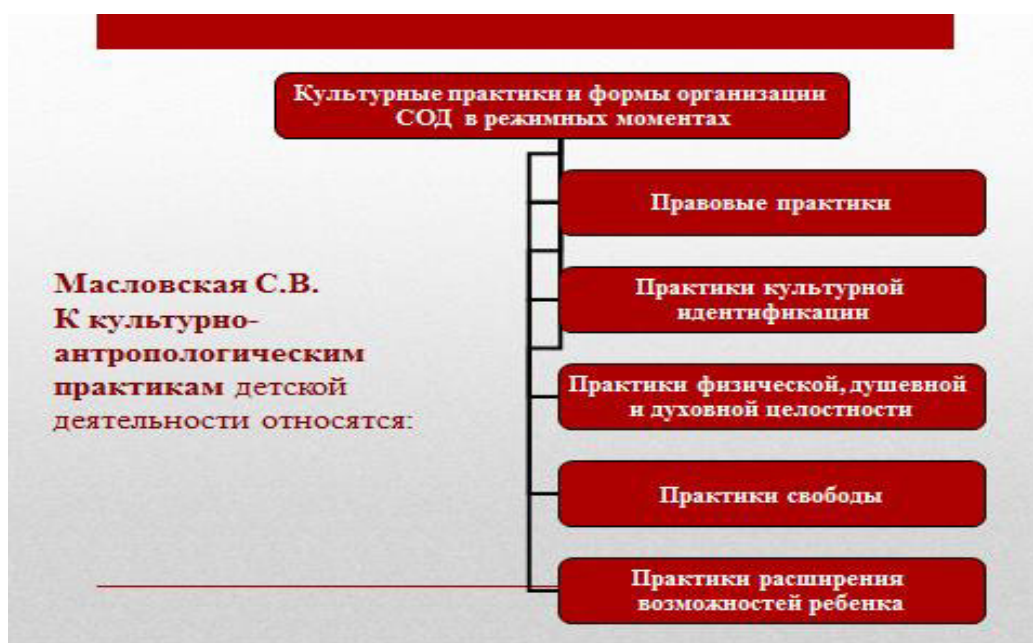 Культурные практики и формы организации
СОД в режимных моментах
Масловская С.В.
К культурно-
антропологическим
практикам детской
деятельности относятся:
Правовые практики
Практики культурной
идентификации
Практики физической, душевной
и духовной целостности
Практики свободы
Практики расширения
возможностей ребенка